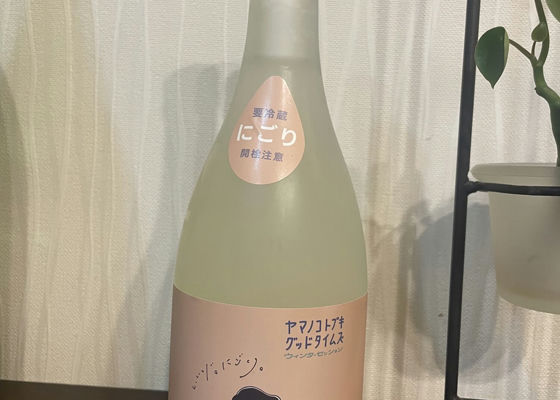 要冷蔵
にごり
開栓注意
ヤマノコトブキ
グッドタイムズ
ウィンターセッション